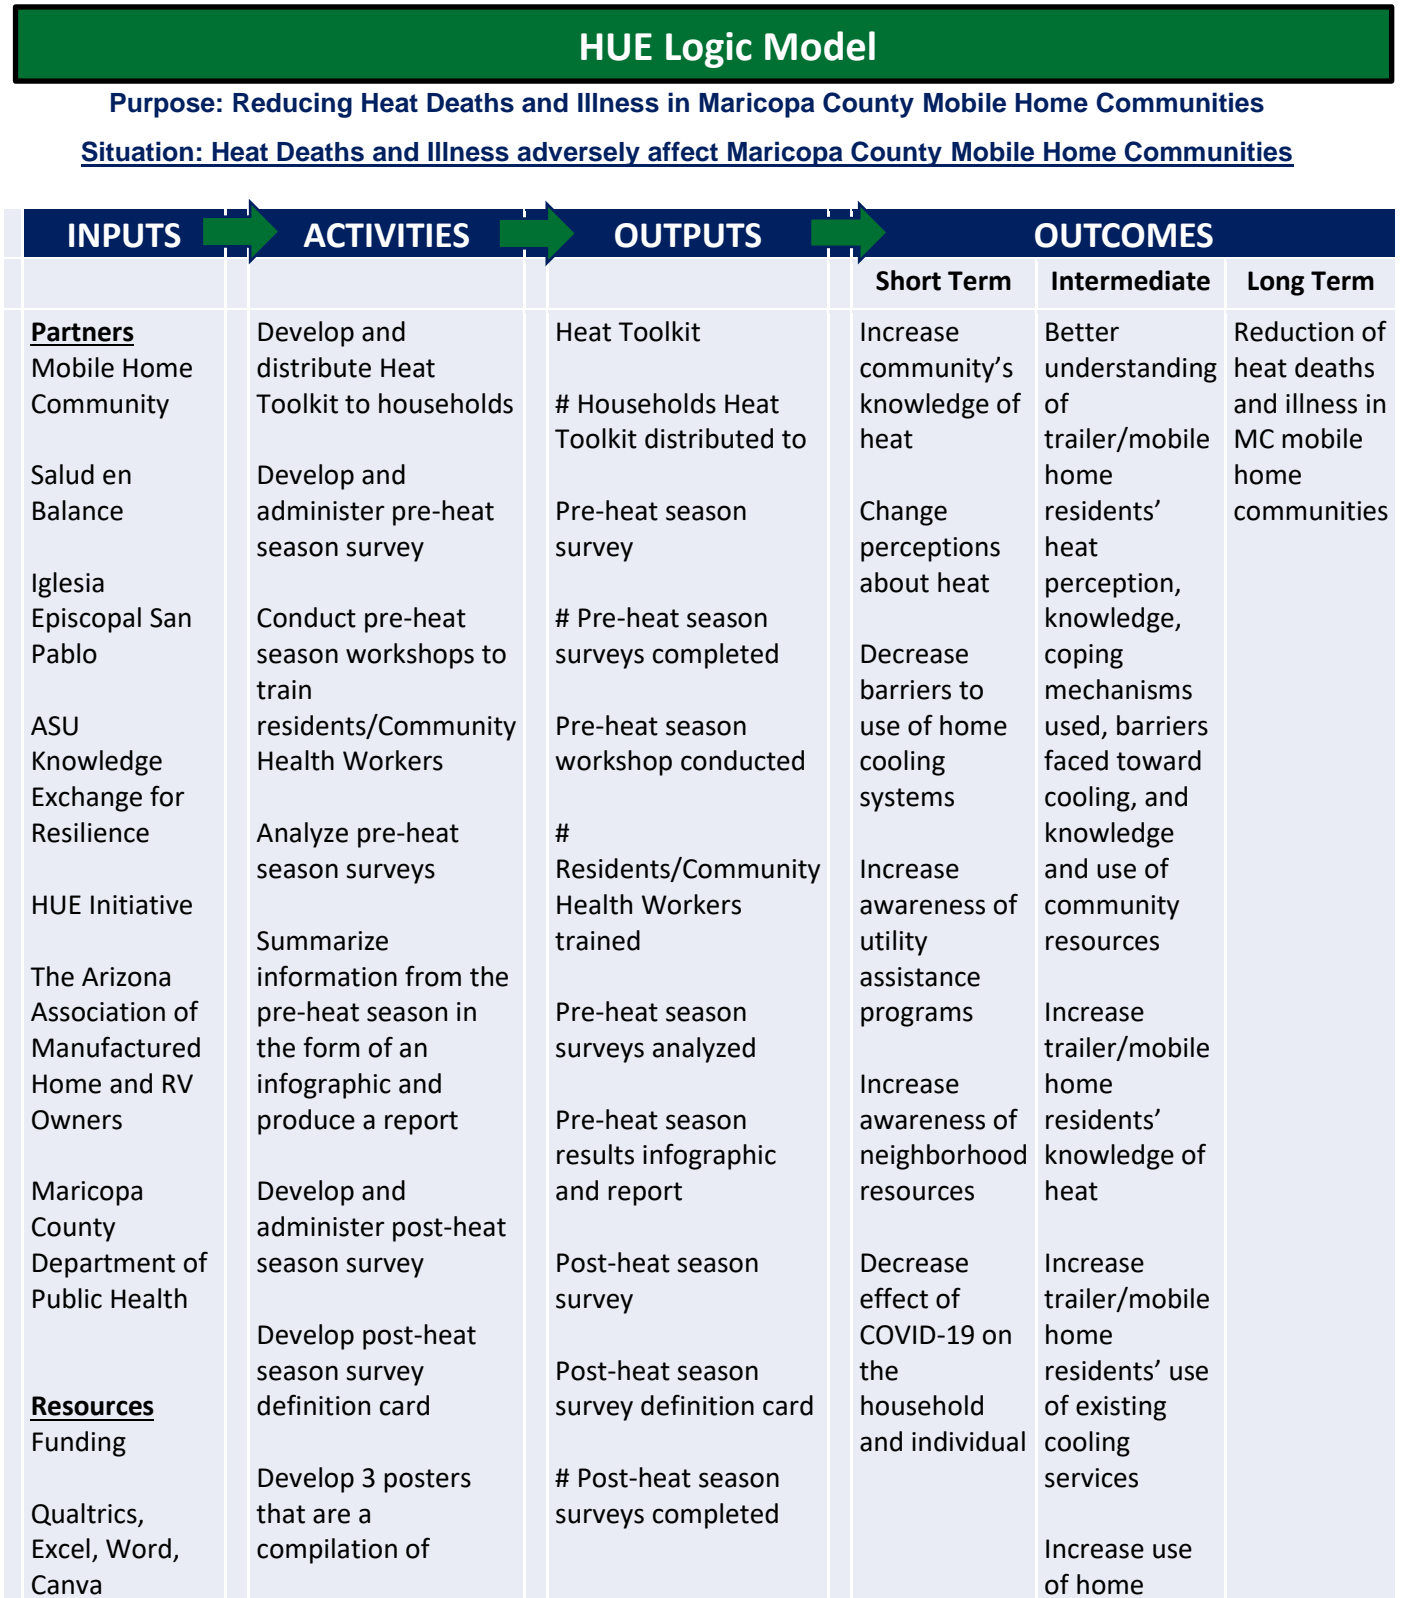 HUE Logic Model
Purpose: Reducing Heat Deaths and Illness in Maricopa County Mobile Home Communities
Situation: Heat Deaths and Illness adversely affect Maricopa County Mobile Home Communities
INPUTS
ACTIVITIES
OUTPUTS
OUTCOMES
Short Term
Intermediate
Long Term
Partners
Mobile Home
Community
Salud en
Balance
Iglesia
Episcopal San
Pablo
ASU
Knowledge
Exchange for
Resilience
HUE Initiative
The Arizona
Association of
Manufactured
Home and RV
Owners
Maricopa
County
Department of
Public Health
Resources
Funding
Qualtrics,
Excel, Word,
Canva
Develop and
distribute Heat
Toolkit to households
Develop and
administer pre-heat
season survey
Conduct pre-heat
season workshops to
train
residents/Community
Health Workers
Analyze pre-heat
season surveys
Summarize
information from the
pre-heat season in
the form of an
infographic and
produce a report
Develop and
administer post-heat
season survey
Develop post-heat
season survey
definition card
Develop 3 posters
that are a
compilation of
Heat Toolkit
# Households Heat
Toolkit distributed to
Pre-heat season
survey
# Pre-heat season
surveys completed
Pre-heat season
workshop conducted
#
Residents/Community
Health Workers
trained
Pre-heat season
surveys analyzed
Pre-heat season
results infographic
and report
Post-heat season
survey
Post-heat season
survey definition card
# Post-heat season
surveys completed
Increase
community’s
knowledge of
heat
Change
perceptions
about heat
Decrease
barriers to
use of home
cooling
systems
Increase
awareness of
utility
assistance
programs
Increase
awareness of
neighborhood
resources
Decrease
effect of
COVID-19 on
the
household
and individual
Better
understanding
of
trailer/mobile
home
residents’
heat
perception,
knowledge,
coping
mechanisms
used, barriers
faced toward
cooling, and
knowledge
and use of
community
resources
Increase
trailer/mobile
home
residents’
knowledge of
heat
Increase
trailer/mobile
home
residents’ use
of existing
cooling
services
Increase use
of home
Reduction of
heat deaths
and illness in
MC mobile
home
communities